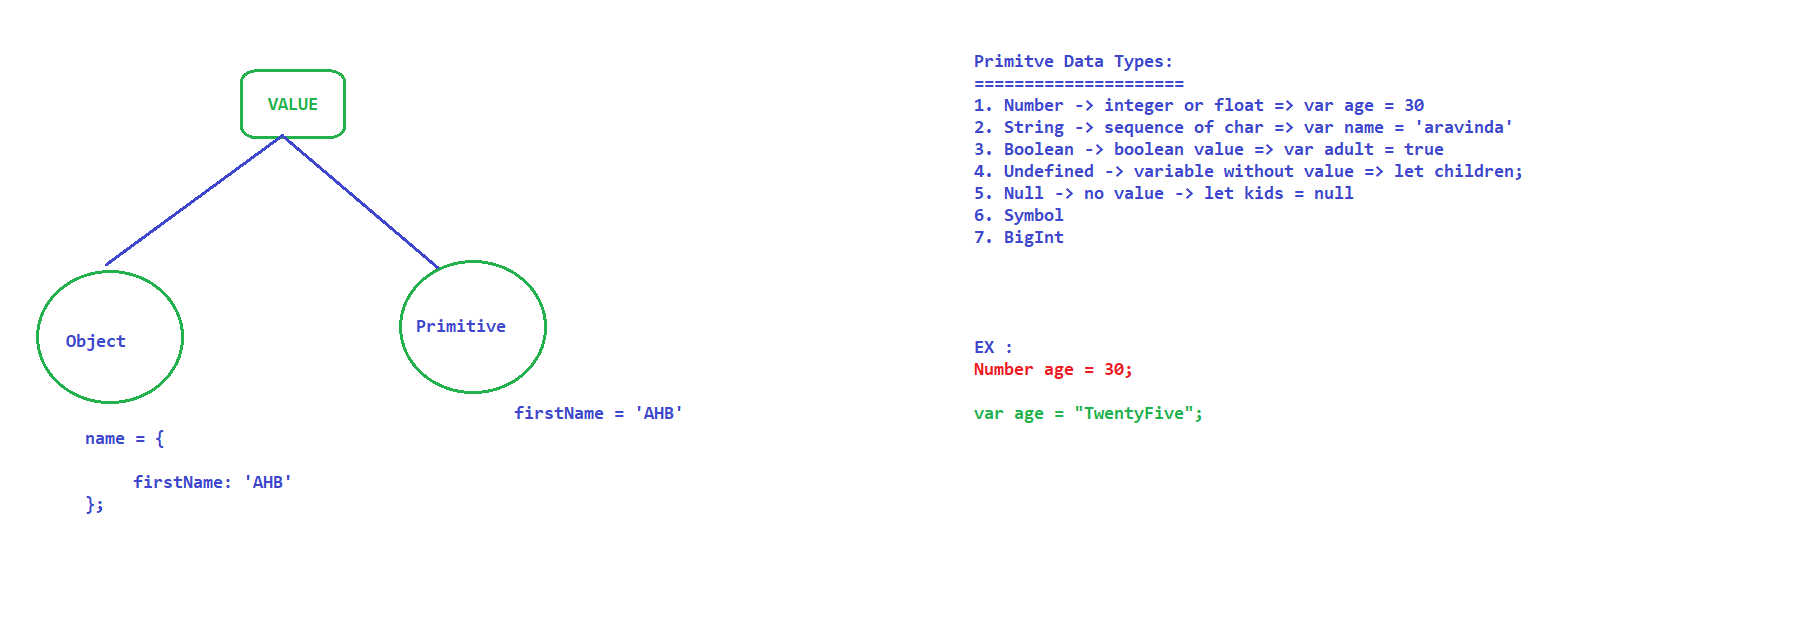 VALUE
Object
Primitive
firstName = 'AHB'
name = {
firstName: 'AHB'
};
Primitve Data Types:
=====================
1. Number -> integer or float => var age = 30
2. String -> sequence of char => var name = 'aravinda'
3. Boolean -> boolean value => var adult = true
4. Undefined -> variable without value => let children;
5. Null -> no value -> let kids = null
6. Symbol
7. BigInt
EX :
Number age = 30;
var age = "TwentyFive";